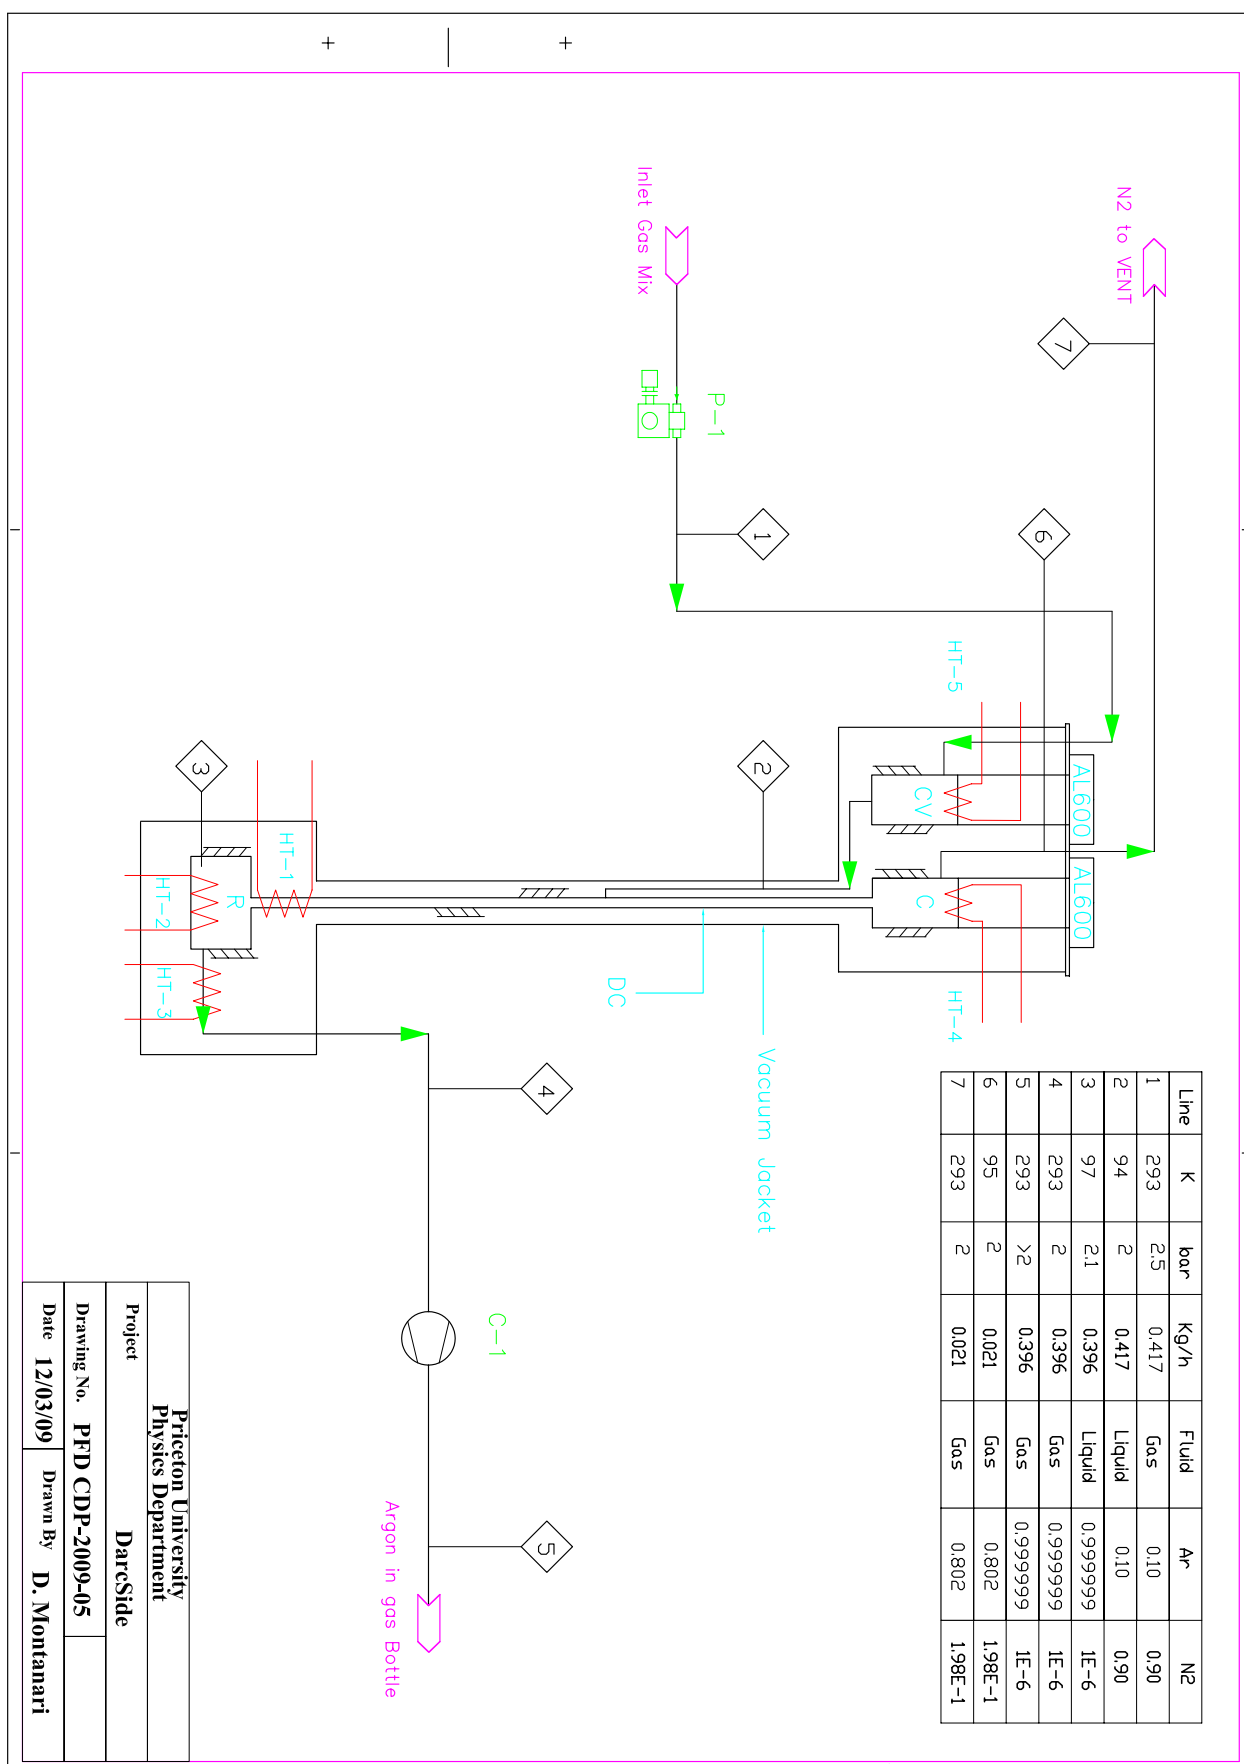 N2 to VENT
7
6
AL600
AL600
HT-5
HT-4
CV
C
Line K bar Kg/h Fluid Ar N2
1 293 2.5 0.417 Gas 0.10 0.90
2 94 2 0.417 Liquid 0.10 0.90
3 97 2.1 0.396 Liquid 0.9999999 1E-6
4 293 2 0.396 Gas 0.9999999 1E-6
5 293 >2 0.396 Gas 0.9999999 1E-6
6 95 2 0.021 Gas 0.802 1.98E-1
7 293 2 0.021 Gas 0.802 1.98E-1
1
2
Vacuum Jacket
P-1
Inlet Gas Mix
DC
4
5
C-1
Argon in gas Bottle
HT-1
R
3
HT-2
HT-3
Priceton University
Physics Department
Project DarcSide
Drawing No. PFD CDP-2009-05
Date 12/03/09 Drawn By D. Montanari